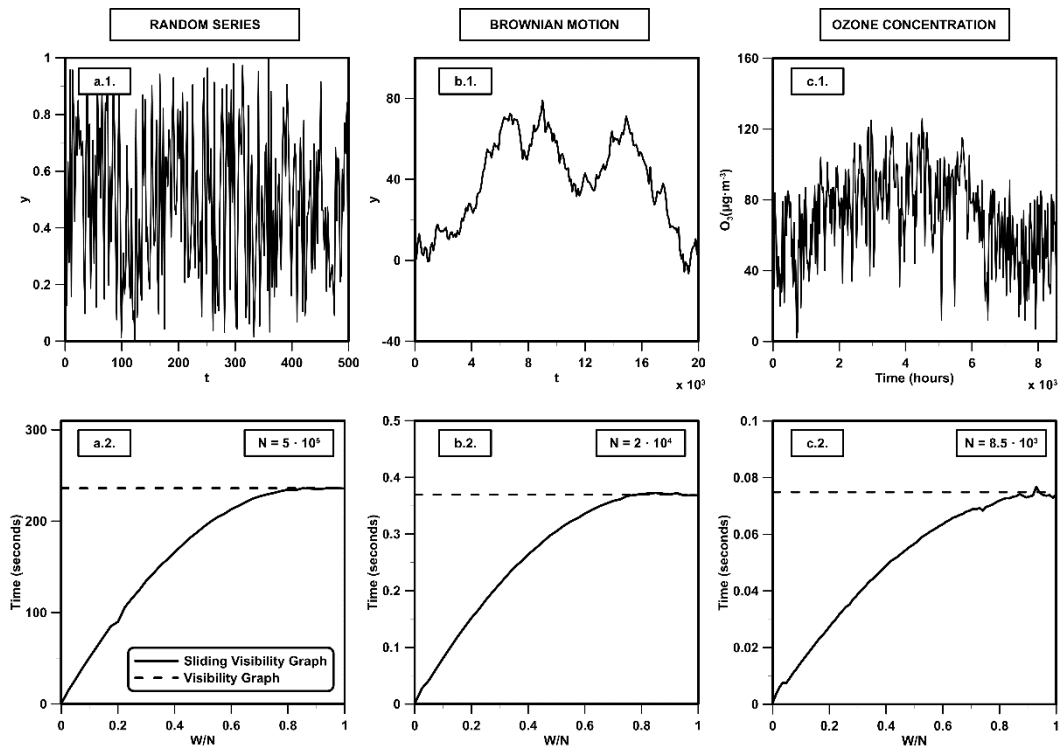 RANDOM SERIES
BROWNIAN MOTION
OZONE CONCENTRATION
a.1.
1
0.8
0.6
0.4
0.2
0
y
0 100 200 300 400 500
t
b.1.
80
40
0
-40
y
0 4 8 12 16 20
t
x 10³
c.1.
160
120
80
40
0
O₃(µg·m⁻³)
0 2 4 6 8
Time (hours)
x 10³
a.2.
N = 5 · 10⁵
300
200
100
0
Time (seconds)
Sliding Visibility Graph
Visibility Graph
0 0.2 0.4 0.6 0.8 1
W/N
b.2.
N = 2 · 10⁴
0.5
0.4
0.3
0.2
0.1
0
Time (seconds)
0 0.2 0.4 0.6 0.8 1
W/N
c.2.
N = 8.5 · 10³
0.1
0.08
0.06
0.04
0.02
0
Time (seconds)
0 0.2 0.4 0.6 0.8 1
W/N